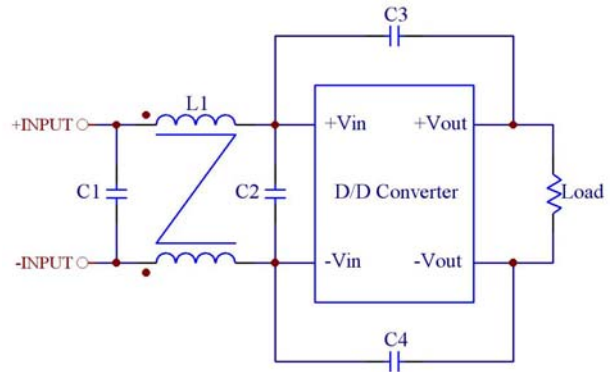 C3
L1
+INPUT
+Vin
+Vout
C1
C2
D/D Converter
Load
-INPUT
-Vin
-Vout
C4